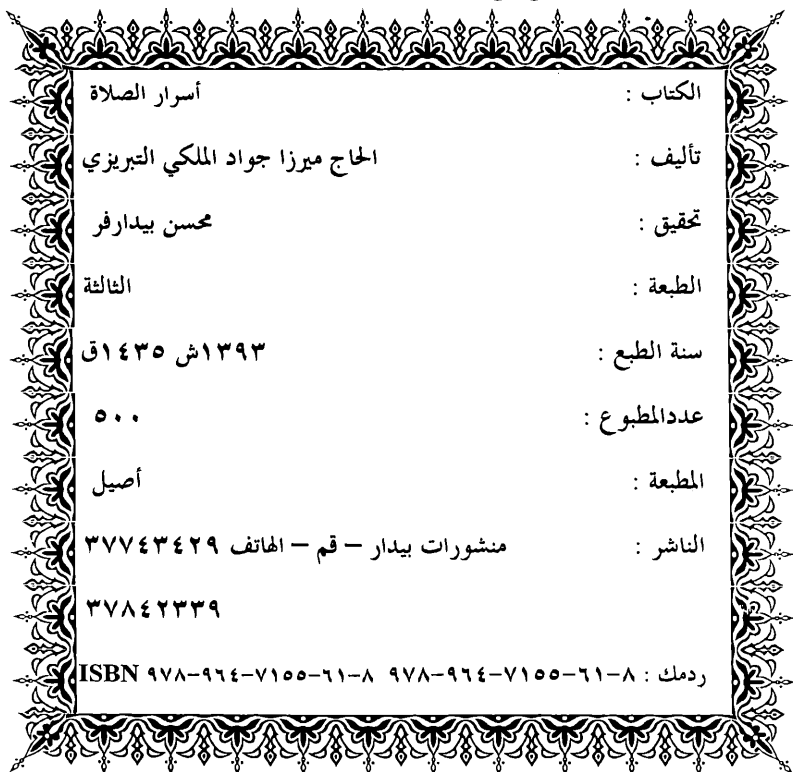 الكتاب : أسرار الصلاة
تأليف : الحاج ميرزا جواد الملكي التبريزي
تحقيق : محسن بيدارفر
الطبعة : الثالثة
سنة الطبع : ١٣٩٣ش ١٤٣٥ق
عددالمطبوع : ٥٠٠
المطبعة : أصيل
الناشر : منشورات بيدار – قم – الهاتف ٣٧٧٤٣٤٢٩
٣٧٨٤٢٣٣٩
ردمك : ٩٧٨-٩٦٤-٧١٥٥-٦١-٨ ISBN ٩٧٨-٩٦٤-٧١٥٥-٦١-٨